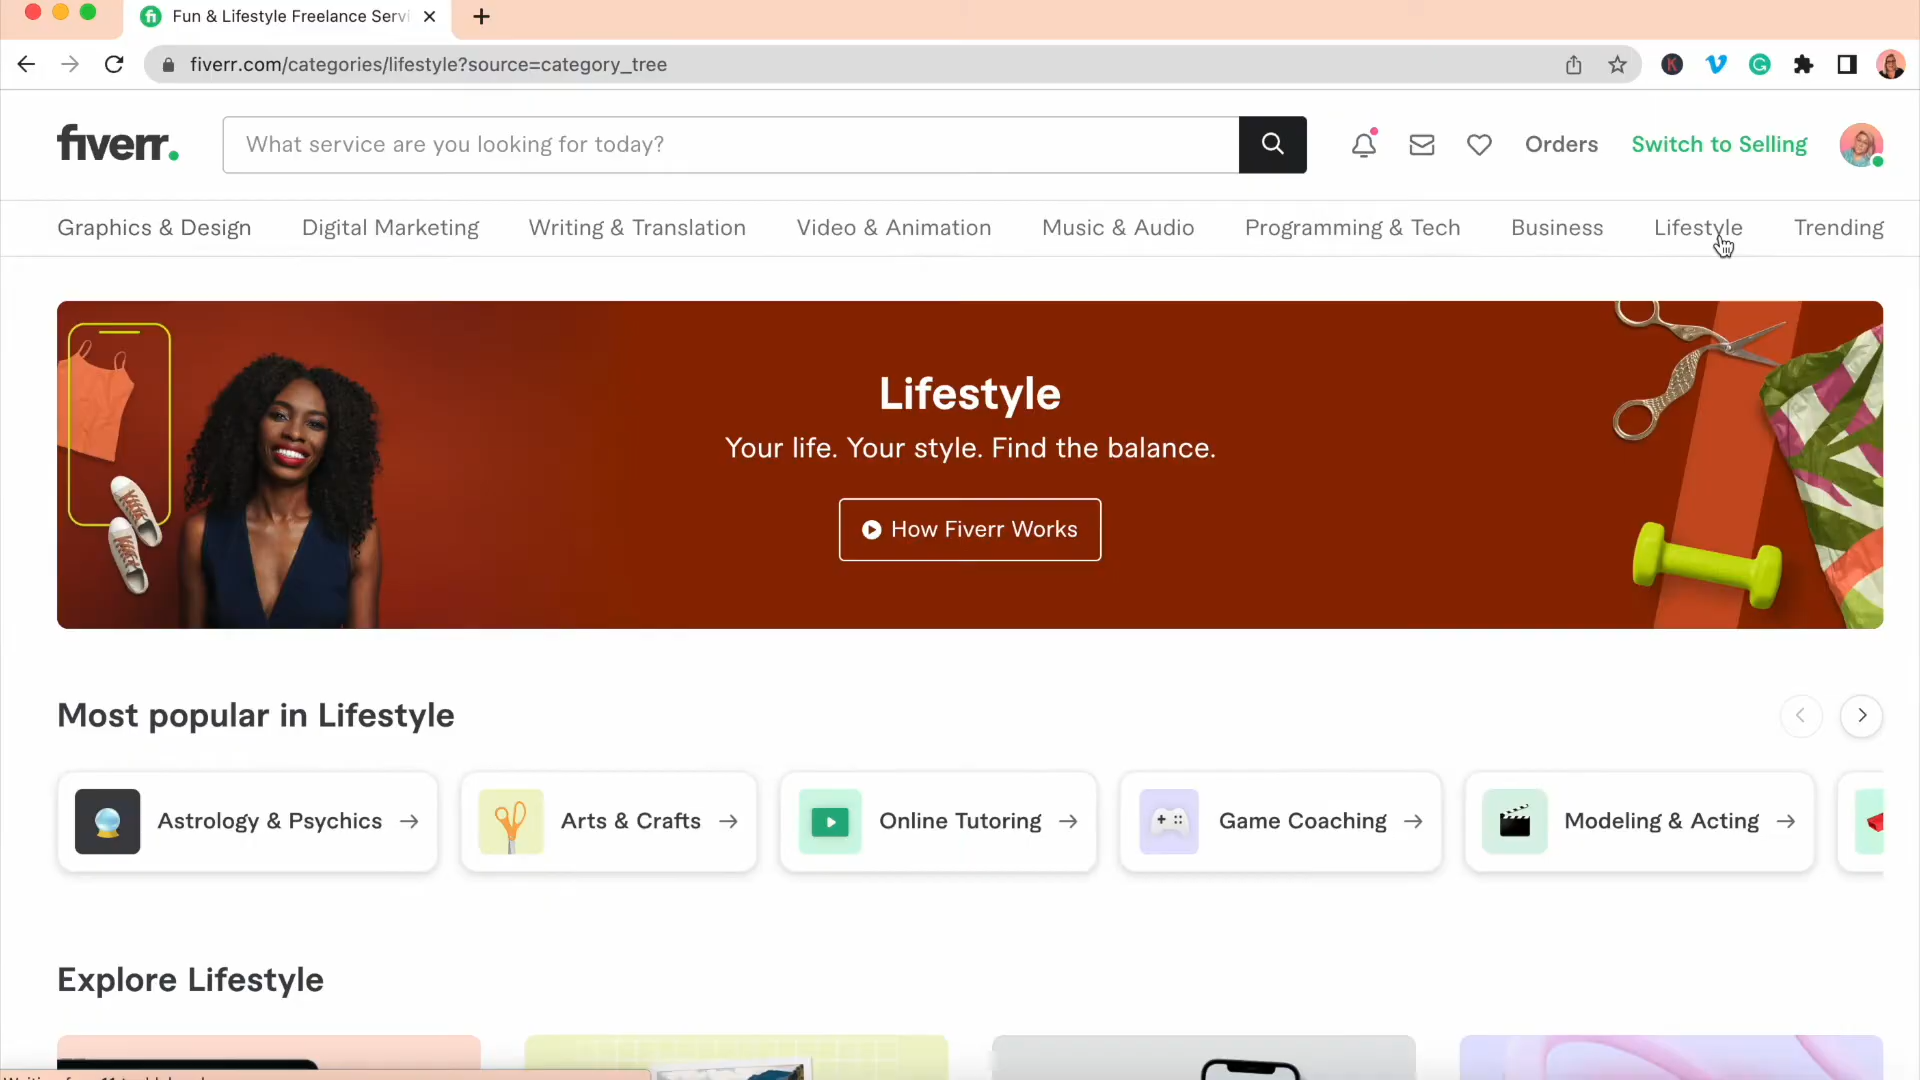 Fun & Lifestyle Freelance Servi
fiverr.com/categories/lifestyle?source=category_tree
fiverr.
What service are you looking for today?
Orders
Switch to Selling
Graphics & Design
Digital Marketing
Writing & Translation
Video & Animation
Music & Audio
Programming & Tech
Business
Lifestyle
Trending
Lifestyle
Your life. Your style. Find the balance.
How Fiverr Works
Most popular in Lifestyle
Astrology & Psychics
Arts & Crafts
Online Tutoring
Game Coaching
Modeling & Acting
Explore Lifestyle